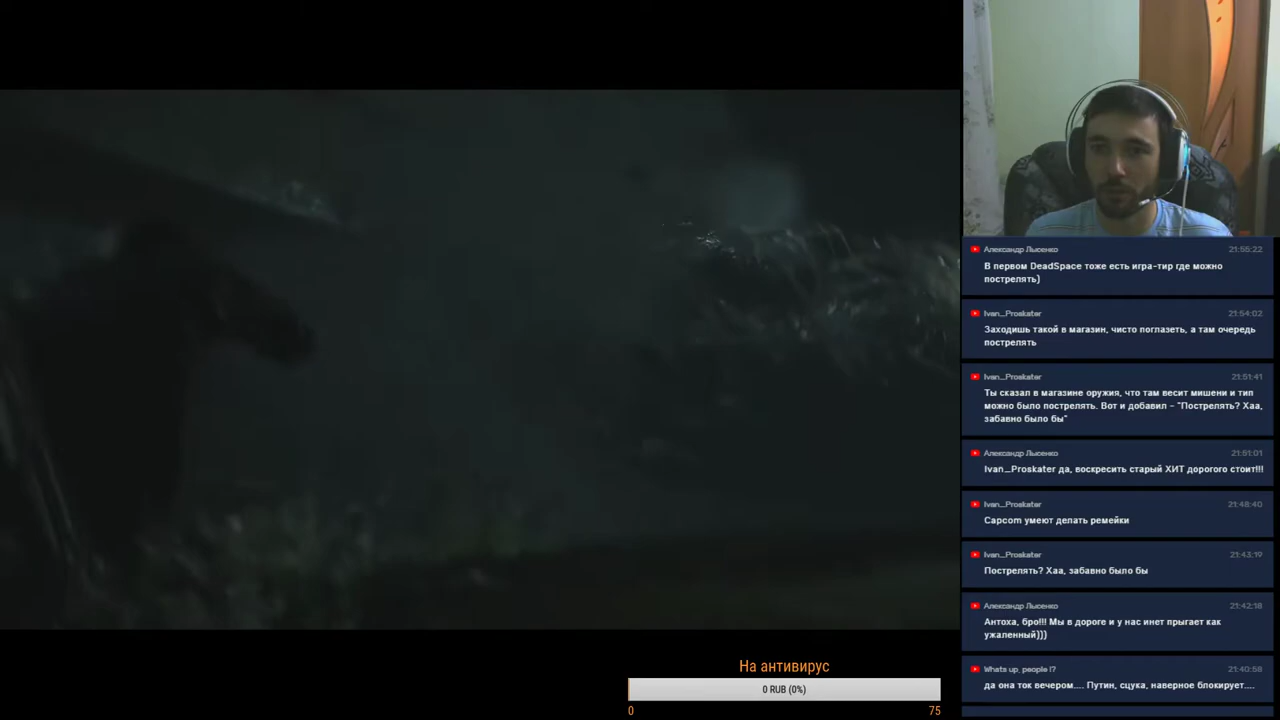 Александр Лысенко 21:55:22
В первом DeadSpace тоже есть игра-тир где можно
пострелять)
Ivan_Proskater 21:54:02
Заходишь такой в магазин, чисто поглазеть, а там очередь
пострелять
Ivan_Proskater 21:51:41
Ты сказал в магазине оружия, что там весит мишени и тип
можно было пострелять. Вот и добавил - "Пострелять? Хаа,
забавно было бы"
Александр Лысенко 21:51:01
Ivan_Proskater да, воскресить старый ХИТ дорогого стоит!!!
Ivan_Proskater 21:48:40
Capcom умеют делать ремейки
Ivan_Proskater 21:43:19
Пострелять? Хаа, забавно было бы
Александр Лысенко 21:42:18
Антоха, бро!!! Мы в дороге и у нас инет прыгает как
ужаленный)))
Whats up, people !? 21:40:58
да она ток вечером.... Путин, сцука, наверное блокирует....
На антивирус
0 RUB (0%)
0 75